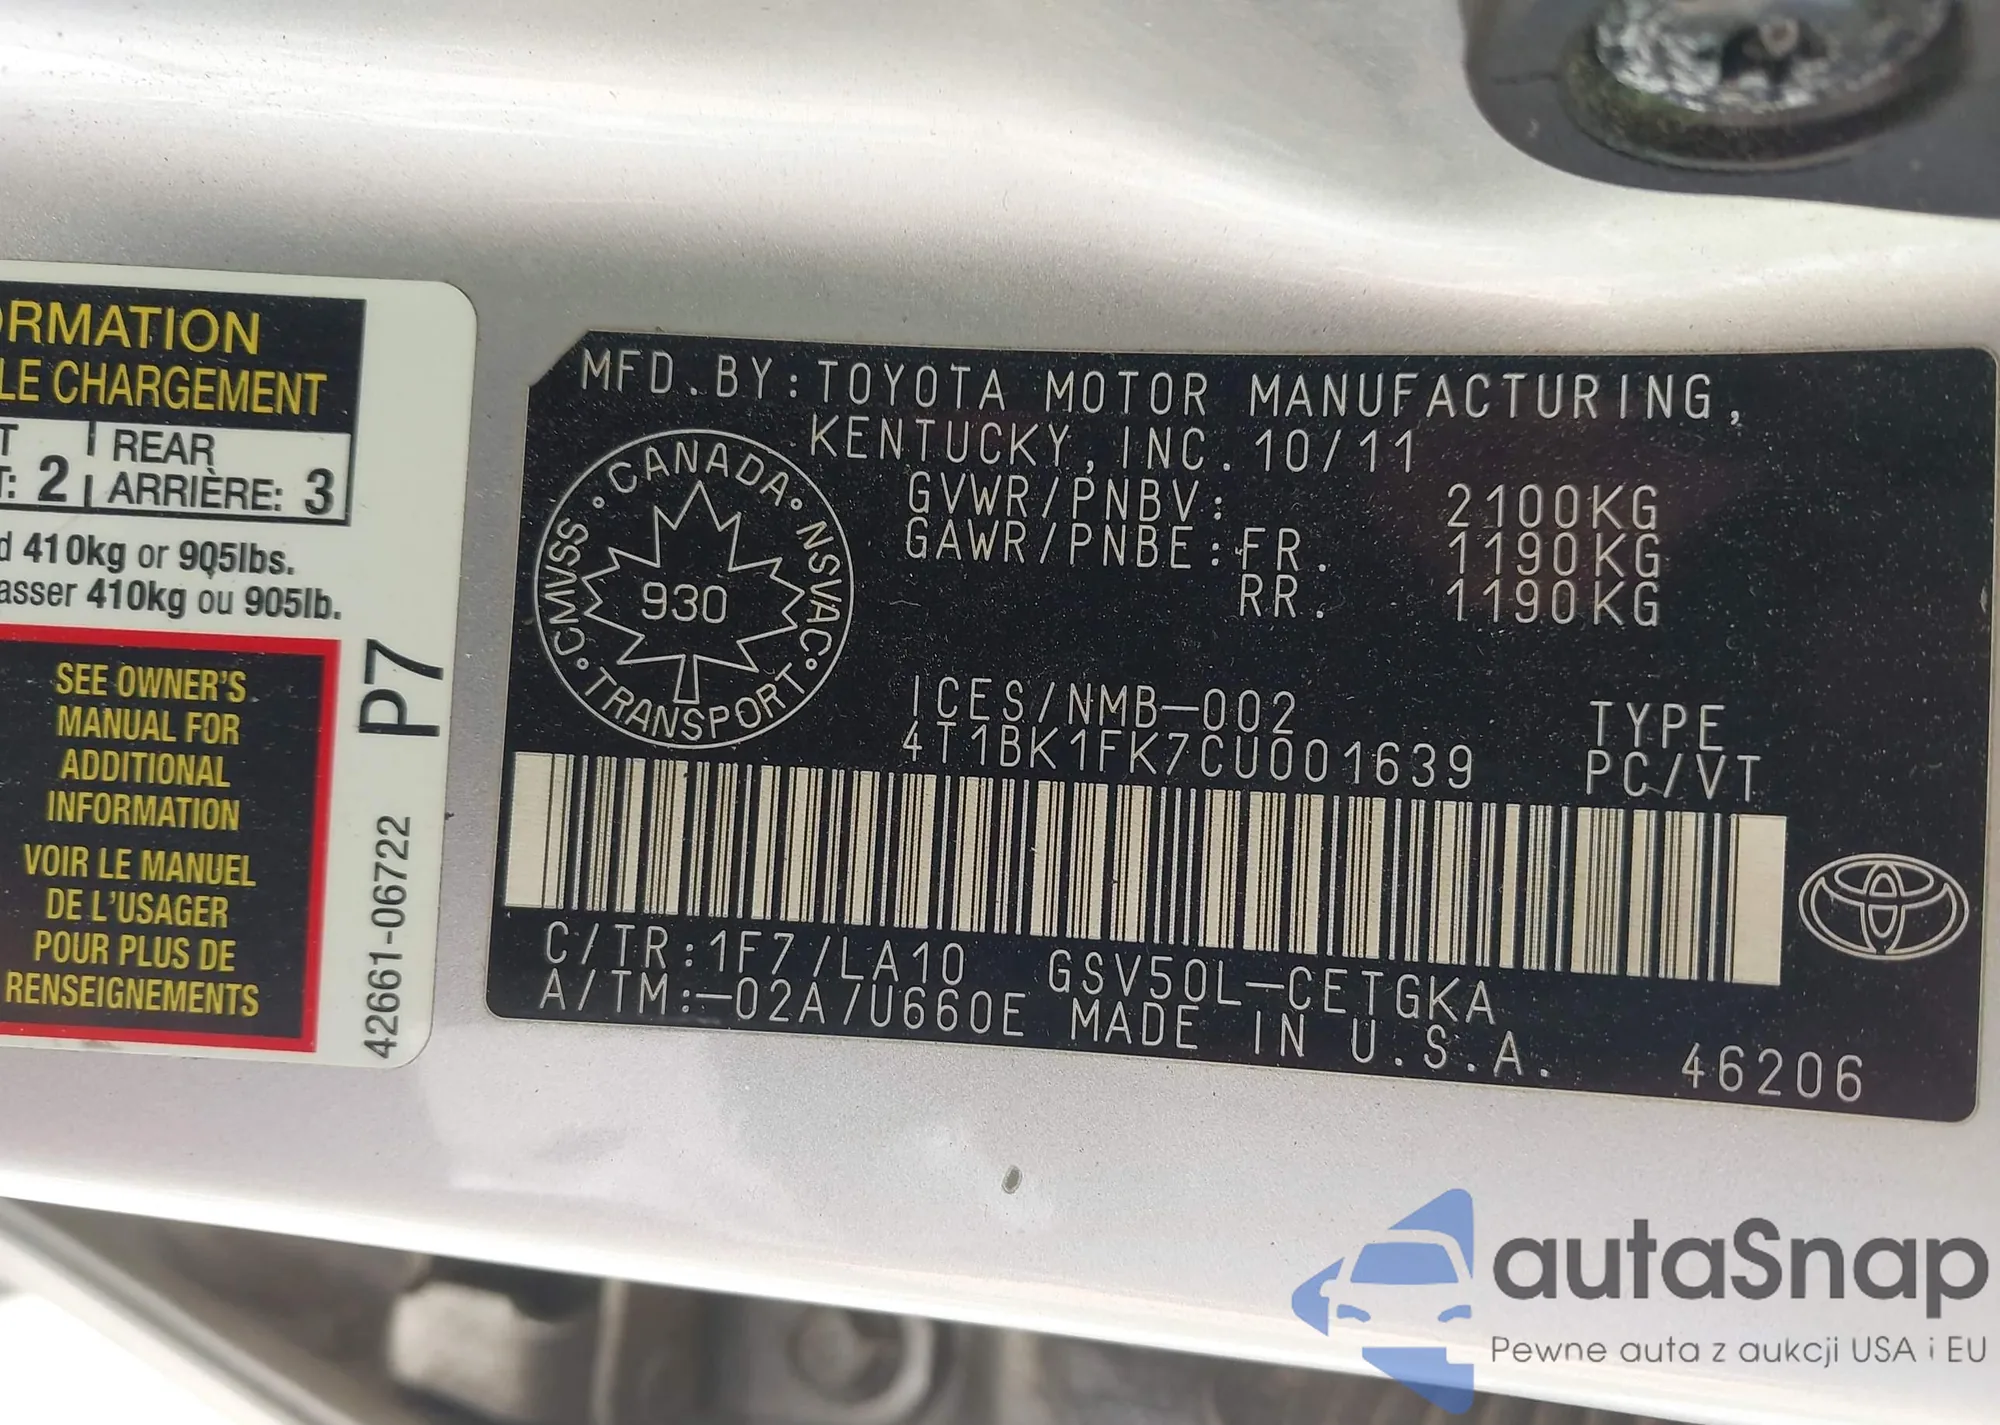 ORMATION
LE CHARGEMENT
T REAR
T: 2 ARRIÈRE: 3
d 410kg or 905lbs.
asser 410kg ou 905lb.
SEE OWNER'S
MANUAL FOR
ADDITIONAL
INFORMATION
VOIR LE MANUEL
DE L'USAGER
POUR PLUS DE
RENSEIGNEMENTS
P7
42661-06722
MFD.BY:TOYOTA MOTOR MANUFACTURING,
KENTUCKY, INC. 10/11
GVWR/PNBV: 2100KG
GAWR/PNBE:FR. 1190KG
RR. 1190KG
CANADA • NSVAC • TRANSPORT • CMVSS •
930
ICES/NMB-002 TYPE
4T1BK1FK7CU001639 PC/VT
C/TR:1F7/LA10 GSV50L-CETGKA
A/TM:-02A/U660E MADE IN U.S.A. 46206
autaSnap
Pewne auta z aukcji USA i EU